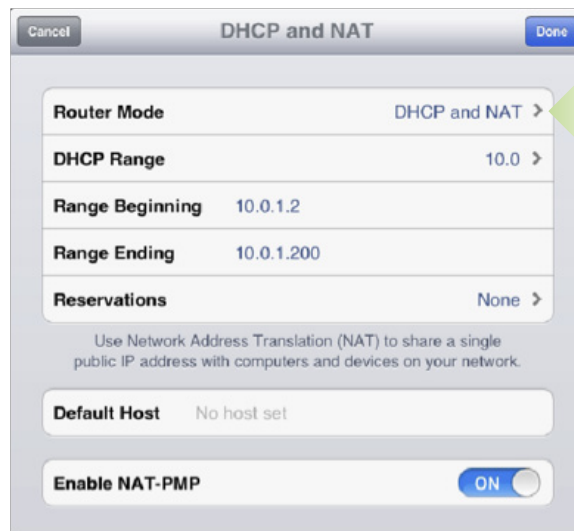 Cancel DHCP and NAT Done
Router Mode DHCP and NAT
DHCP Range 10.0
Range Beginning 10.0.1.2
Range Ending 10.0.1.200
Reservations None
Use Network Address Translation (NAT) to share a single
public IP address with computers and devices on your network.
Default Host No host set
Enable NAT-PMP ON